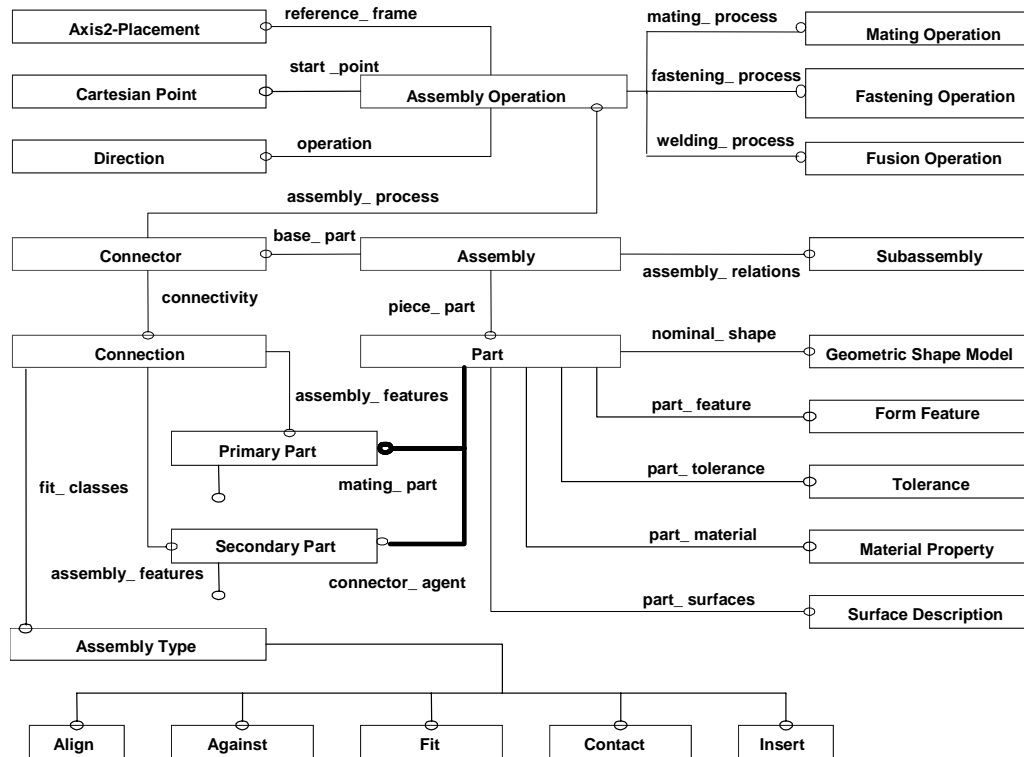 reference_ frame
mating_ process
Axis2-Placement
Mating Operation
start _point
fastening_ process
Cartesian Point
Assembly Operation
Fastening Operation
operation
welding_ process
Direction
Fusion Operation
assembly_ process
base_ part
Connector
Assembly
Subassembly
assembly_ relations
connectivity
piece_ part
nominal_ shape
Connection
Part
Geometric Shape Model
assembly_ features
part_ feature
Form Feature
Primary Part
part_ tolerance
fit_ classes
mating_ part
Tolerance
part_ material
Secondary Part
Material Property
assembly_ features
connector_ agent
part_ surfaces
Surface Description
Assembly Type
Align
Against
Fit
Contact
Insert